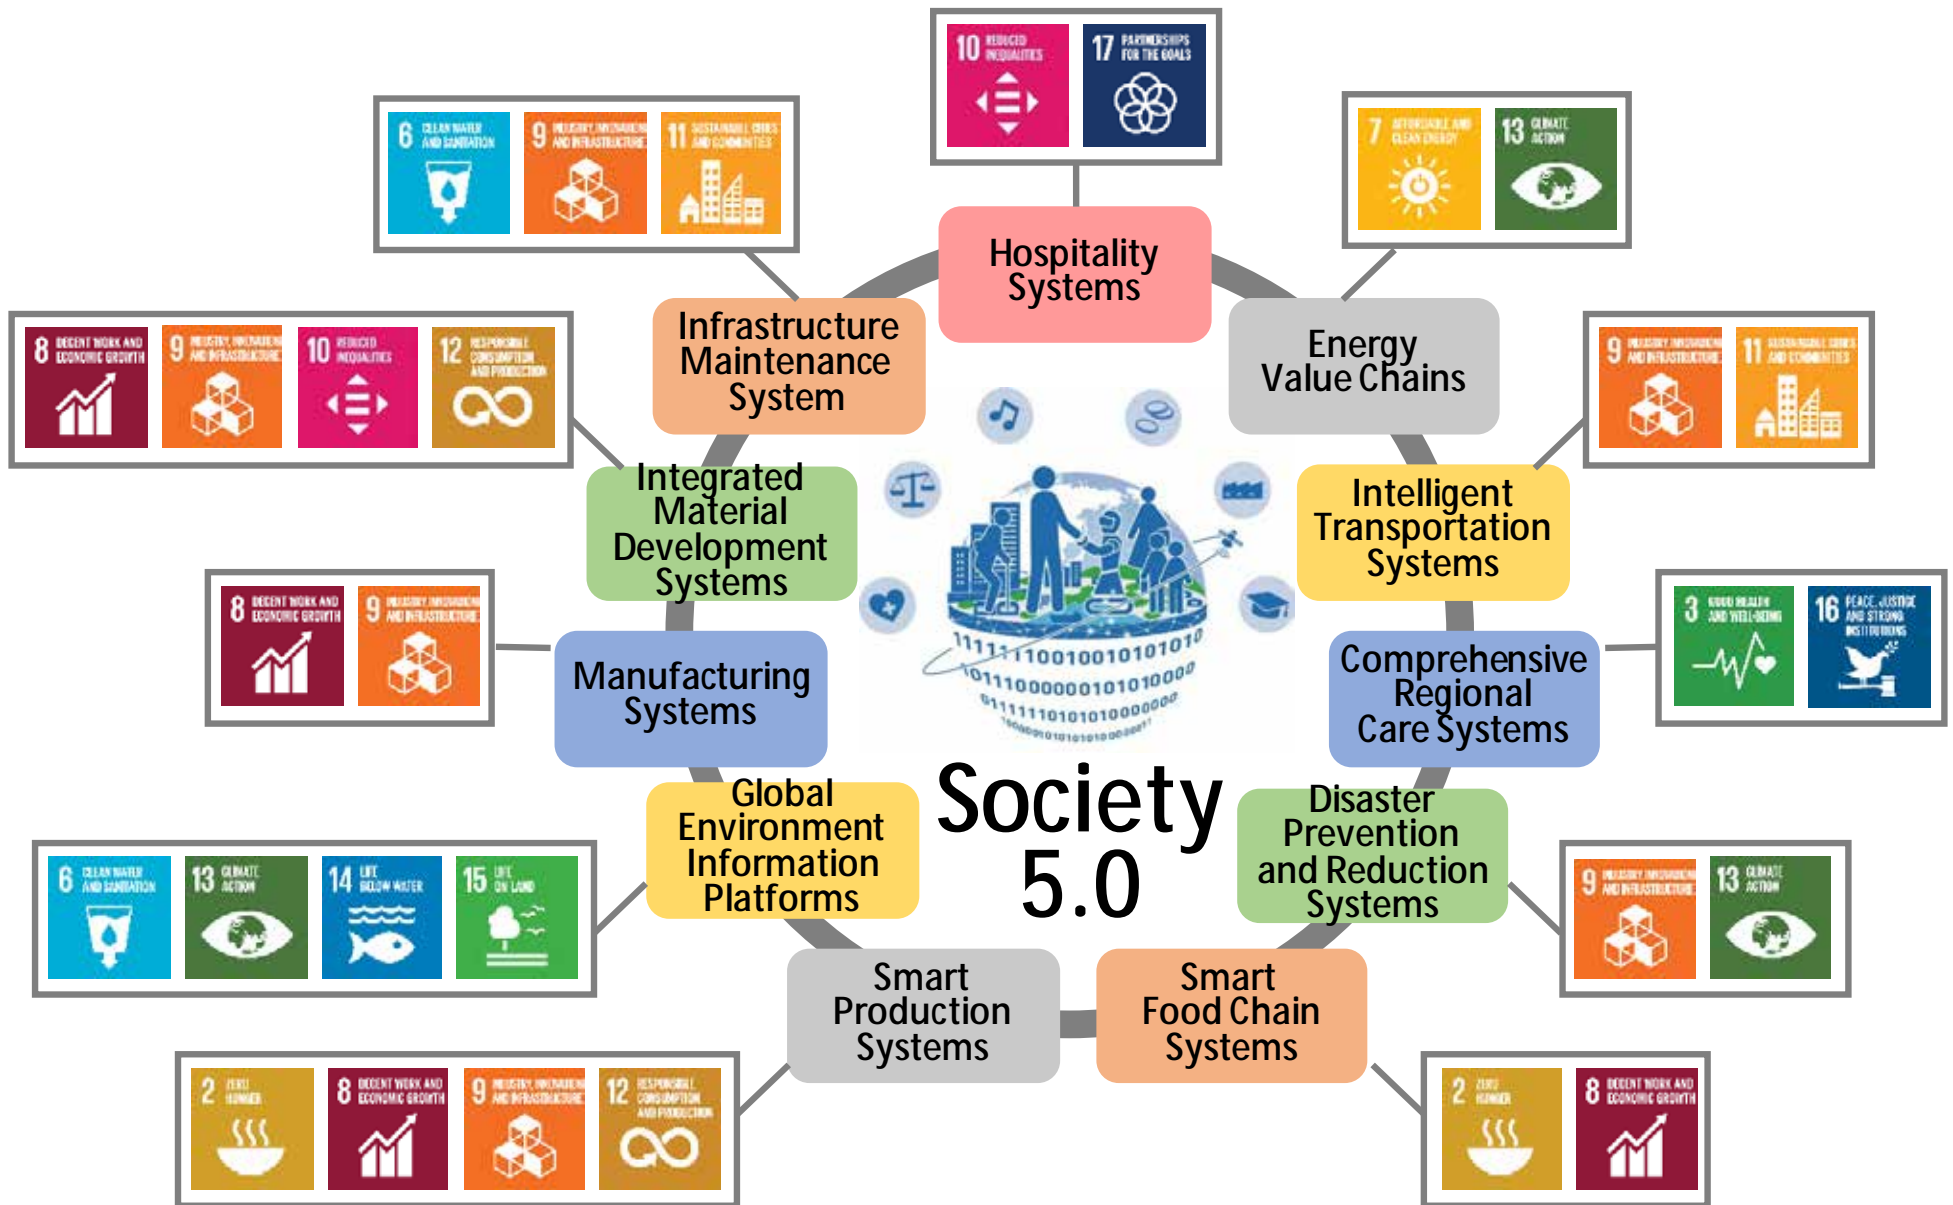 10 REDUCED
INEQUALITIES
17 PARTNERSHIPS
FOR THE GOALS
6 CLEAN WATER
AND SANITATION
9 INDUSTRY, INNOVATION
AND INFRASTRUCTURE
11 SUSTAINABLE CITIES
AND COMMUNITIES
7 AFFORDABLE AND
CLEAN ENERGY
13 CLIMATE
ACTION
Hospitality
Systems
Infrastructure
Maintenance
System
Energy
Value Chains
8 DECENT WORK AND
ECONOMIC GROWTH
9 INDUSTRY, INNOVATION
AND INFRASTRUCTURE
10 REDUCED
INEQUALITIES
12 RESPONSIBLE
CONSUMPTION
AND PRODUCTION
9 INDUSTRY, INNOVATION
AND INFRASTRUCTURE
11 SUSTAINABLE CITIES
AND COMMUNITIES
Integrated
Material
Development
Systems
Intelligent
Transportation
Systems
8 DECENT WORK AND
ECONOMIC GROWTH
9 INDUSTRY, INNOVATION
AND INFRASTRUCTURE
3 GOOD HEALTH
AND WELL-BEING
16 PEACE, JUSTICE
AND STRONG
INSTITUTIONS
Manufacturing
Systems
Comprehensive
Regional
Care Systems
Society
5.0
Global
Environment
Information
Platforms
Disaster
Prevention
and Reduction
Systems
6 CLEAN WATER
AND SANITATION
13 CLIMATE
ACTION
14 LIFE
BELOW WATER
15 LIFE
ON LAND
9 INDUSTRY, INNOVATION
AND INFRASTRUCTURE
13 CLIMATE
ACTION
Smart
Production
Systems
Smart
Food Chain
Systems
2 ZERO
HUNGER
8 DECENT WORK AND
ECONOMIC GROWTH
9 INDUSTRY, INNOVATION
AND INFRASTRUCTURE
12 RESPONSIBLE
CONSUMPTION
AND PRODUCTION
2 ZERO
HUNGER
8 DECENT WORK AND
ECONOMIC GROWTH